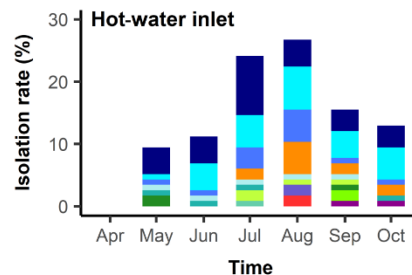 Hot-water inlet
Isolation rate (%)
30
20
10
0
Apr May Jun Jul Aug Sep Oct
Time